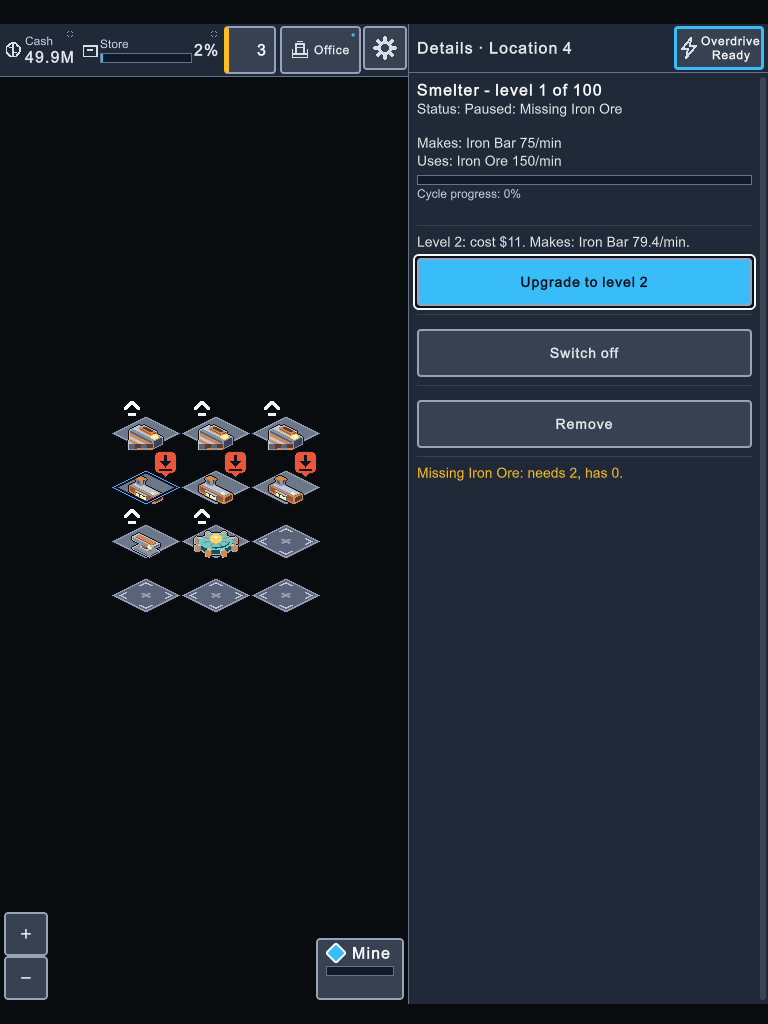 Cash
49.9M
Store
2%
3
Office
Details · Location 4
Overdrive
Ready
Smelter - level 1 of 100
Status: Paused: Missing Iron Ore
Makes: Iron Bar 75/min
Uses: Iron Ore 150/min
Cycle progress: 0%
Level 2: cost $11. Makes: Iron Bar 79.4/min.
Upgrade to level 2
Switch off
Remove
Missing Iron Ore: needs 2, has 0.
+
−
Mine